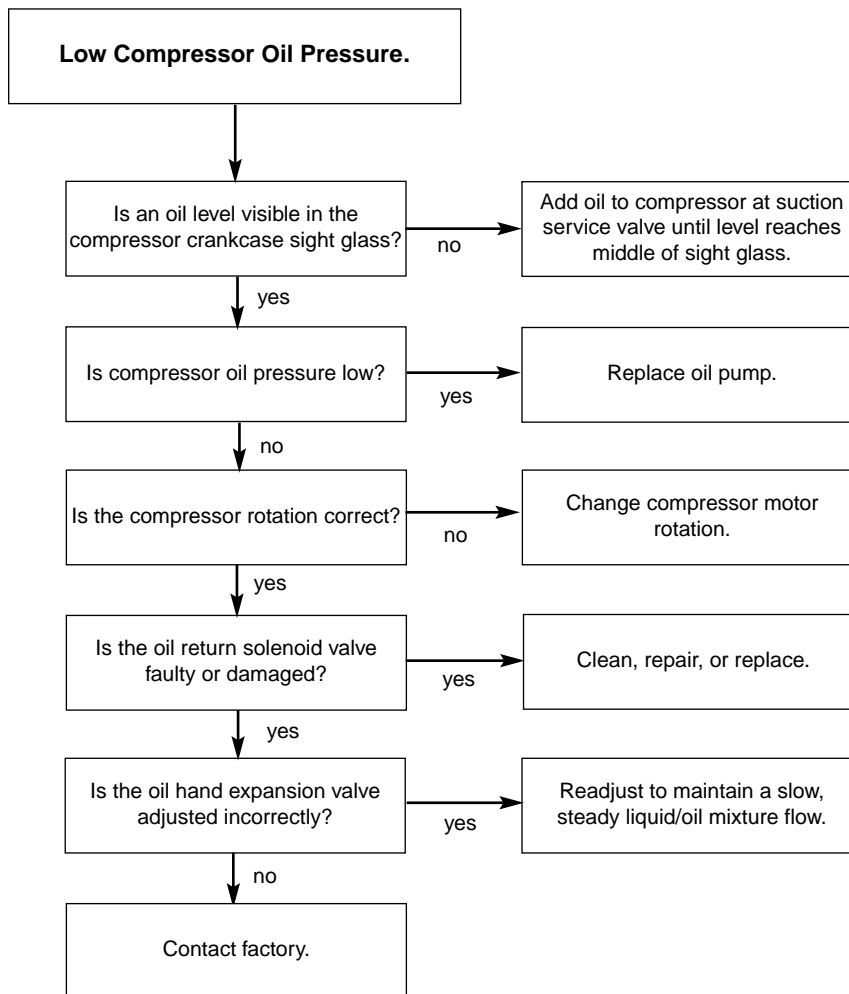 Low Compressor Oil Pressure.
Is an oil level visible in the
compressor crankcase sight glass?
no
Add oil to compressor at suction
service valve until level reaches
middle of sight glass.
yes
Is compressor oil pressure low?
yes
Replace oil pump.
no
Is the compressor rotation correct?
no
Change compressor motor
rotation.
yes
Is the oil return solenoid valve
faulty or damaged?
yes
Clean, repair, or replace.
yes
Is the oil hand expansion valve
adjusted incorrectly?
yes
Readjust to maintain a slow,
steady liquid/oil mixture flow.
no
Contact factory.